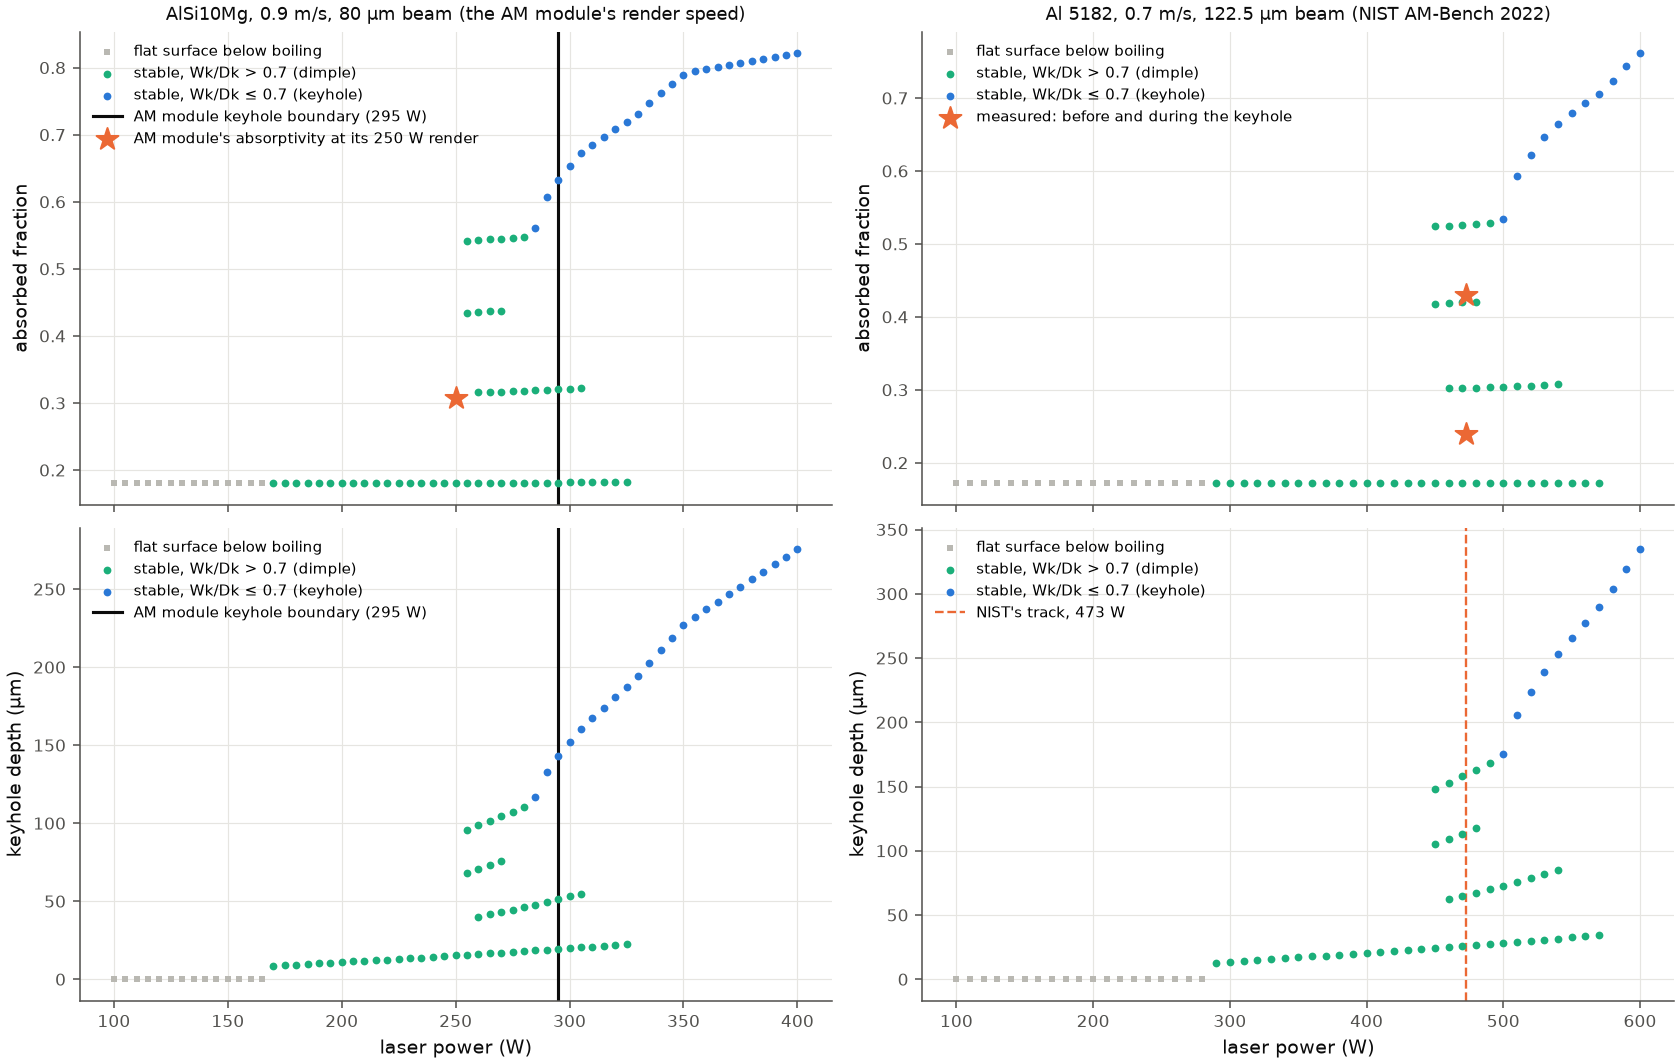 AlSi10Mg, 0.9 m/s, 80 µm beam (the AM module's render speed)
flat surface below boiling
stable, Wk/Dk > 0.7 (dimple)
stable, Wk/Dk ≤ 0.7 (keyhole)
AM module keyhole boundary (295 W)
AM module's absorptivity at its 250 W render
absorbed fraction
0.8
0.7
0.6
0.5
0.4
0.3
0.2
Al 5182, 0.7 m/s, 122.5 µm beam (NIST AM-Bench 2022)
flat surface below boiling
stable, Wk/Dk > 0.7 (dimple)
stable, Wk/Dk ≤ 0.7 (keyhole)
measured: before and during the keyhole
absorbed fraction
0.7
0.6
0.5
0.4
0.3
0.2
flat surface below boiling
stable, Wk/Dk > 0.7 (dimple)
stable, Wk/Dk ≤ 0.7 (keyhole)
AM module keyhole boundary (295 W)
keyhole depth (µm)
250
200
150
100
50
0
100 150 200 250 300 350 400
laser power (W)
flat surface below boiling
stable, Wk/Dk > 0.7 (dimple)
stable, Wk/Dk ≤ 0.7 (keyhole)
NIST's track, 473 W
keyhole depth (µm)
350
300
250
200
150
100
50
0
100 200 300 400 500 600
laser power (W)